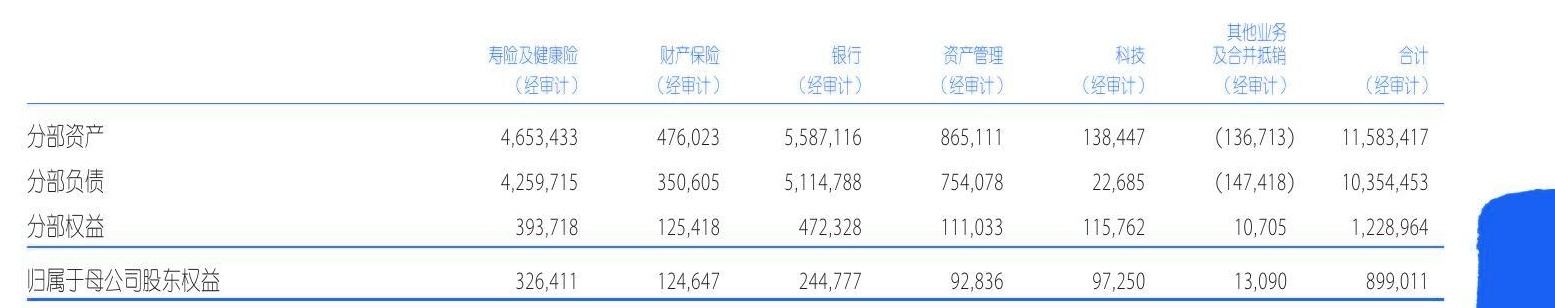 其他业务
寿险及健康险 财产保险 银行 资产管理 科技 及合并抵销 合计
（经审计） （经审计） （经审计） （经审计） （经审计） （经审计） （经审计）
分部资产 4,653,433 476,023 5,587,116 865,111 138,447 (136,713) 11,583,417
分部负债 4,259,715 350,605 5,114,788 754,078 22,685 (147,418) 10,354,453
分部权益 393,718 125,418 472,328 111,033 115,762 10,705 1,228,964
归属于母公司股东权益 326,411 124,647 244,777 92,836 97,250 13,090 899,011